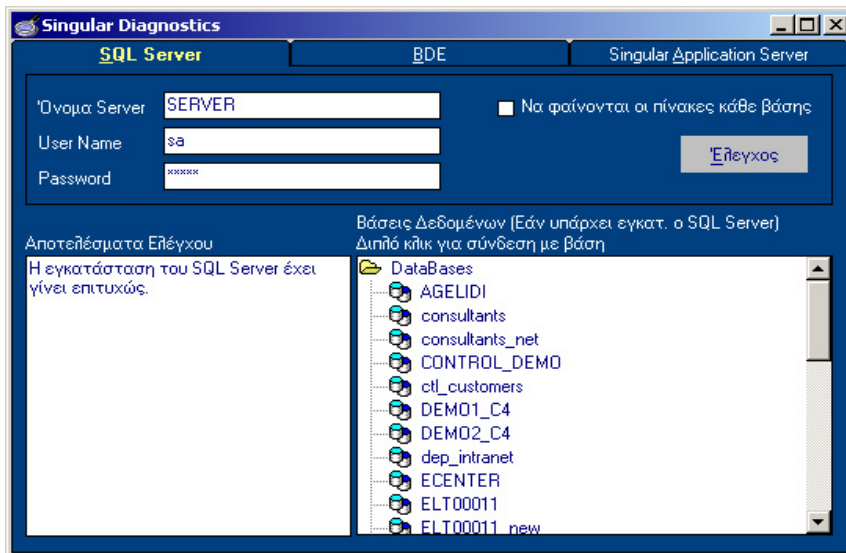 Singular Diagnostics
SQL Server
BDE
Singular Application Server
Όνομα Server
SERVER
Να φαίνονται οι πίνακες κάθε βάσης
User Name
sa
Έλεγχος
Password
*****
Βάσεις Δεδομένων (Εάν υπάρχει εγκατ. ο SQL Server)
Αποτελέσματα Ελέγχου
Διπλό κλικ για σύνδεση με βάση
Η εγκατάσταση του SQL Server έχει
γίνει επιτυχώς.
DataBases
AGELIDI
consultants
consultants_net
CONTROL_DEMO
ctl_customers
DEMO1_C4
DEMO2_C4
dep_intranet
ECENTER
ELT00011
ELT00011_new